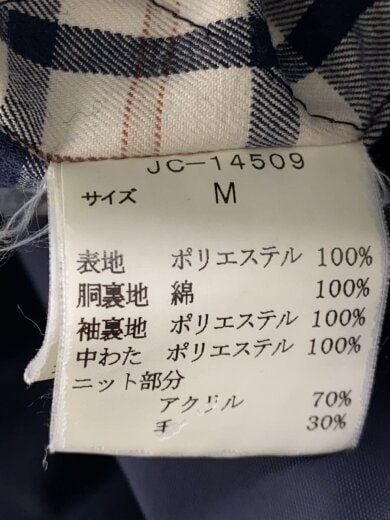 JC-14509
サイズ M
表地 ポリエステル 100%
胴裏地 綿 100%
袖裏地 ポリエステル 100%
中わた ポリエステル 100%
ニット部分
アクリル 70%
毛 30%